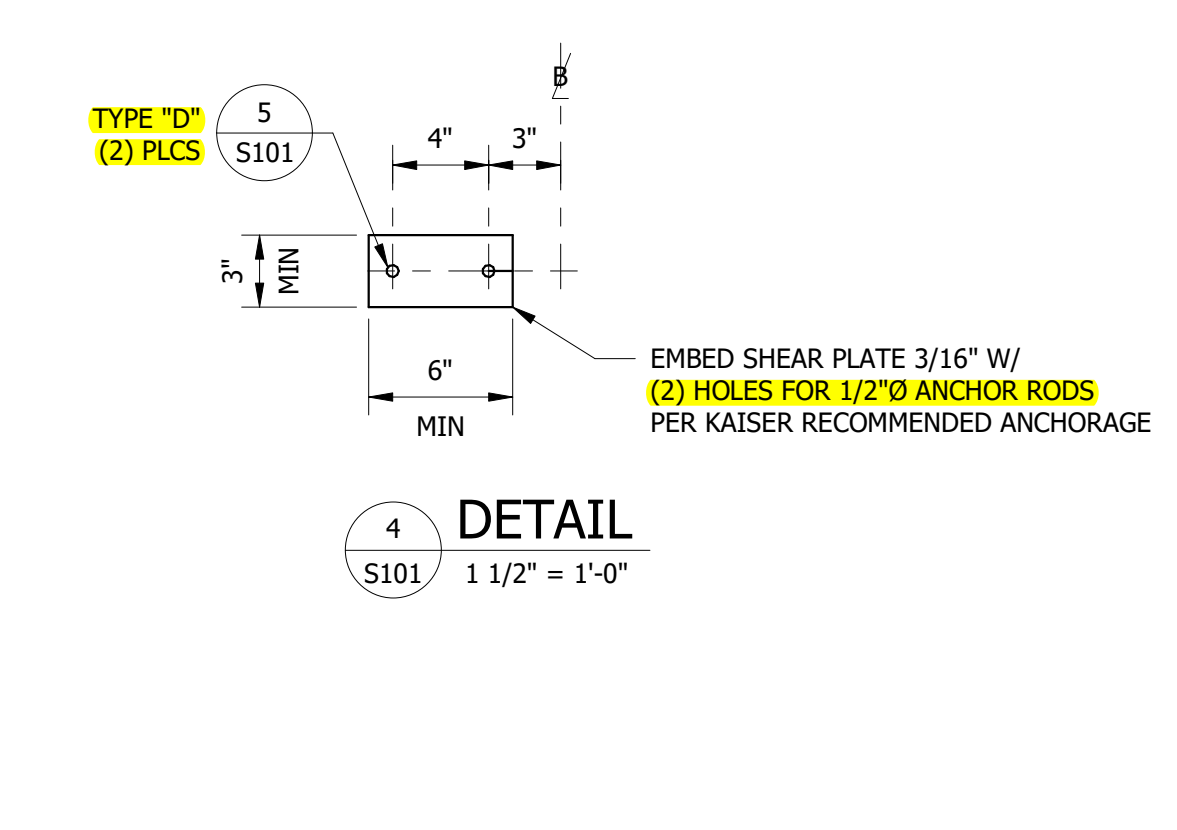 B
TYPE "D"
(2) PLCS
5
S101
4"
3"
3"
MIN
6"
MIN
EMBED SHEAR PLATE 3/16" W/
(2) HOLES FOR 1/2"Ø ANCHOR RODS
PER KAISER RECOMMENDED ANCHORAGE
4
S101
DETAIL
1 1/2" = 1'-0"